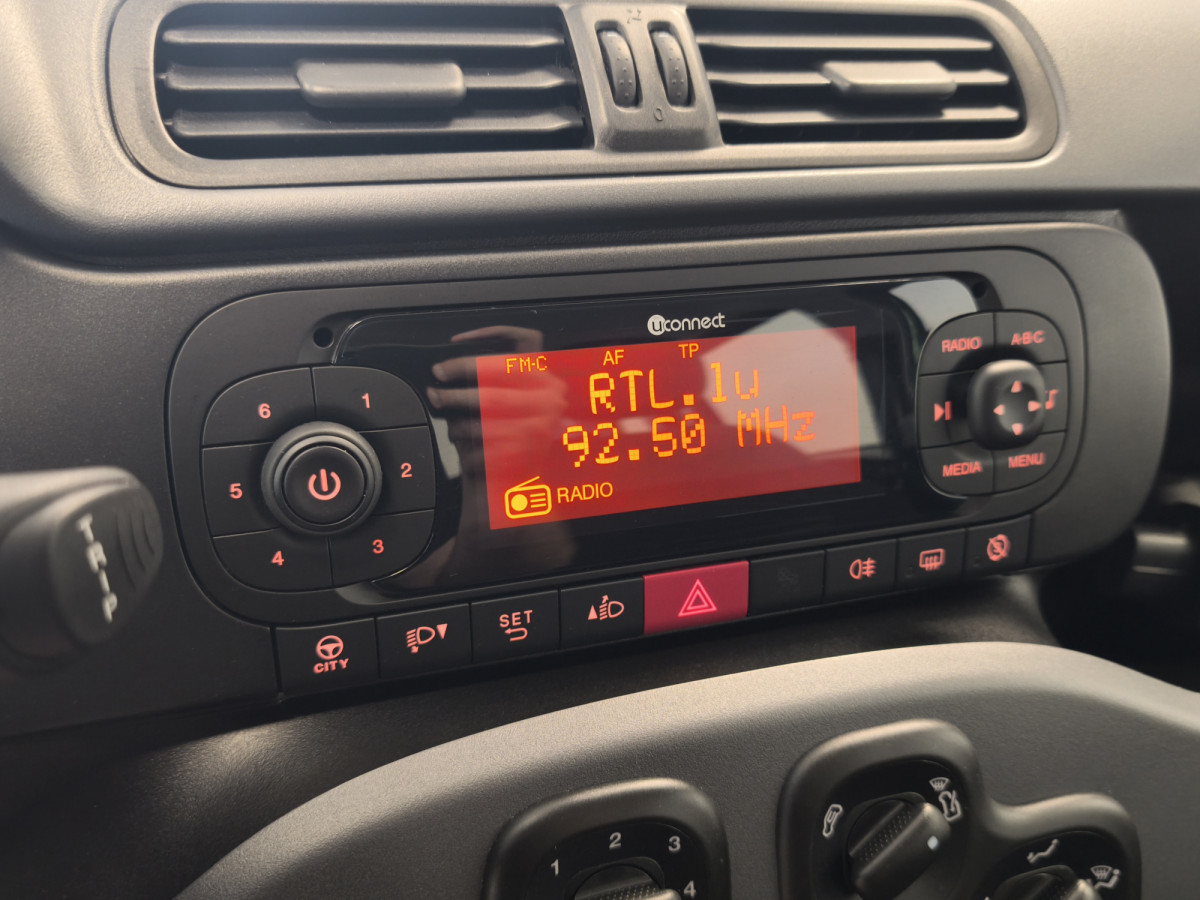 uconnect
FM-C AF TP
RTL.lu
92.50 MHz
RADIO
6 1
5 2
4 3
RADIO A-B-C
MEDIA MENU
TRIP
CITY
SET
0
1 2 3 4